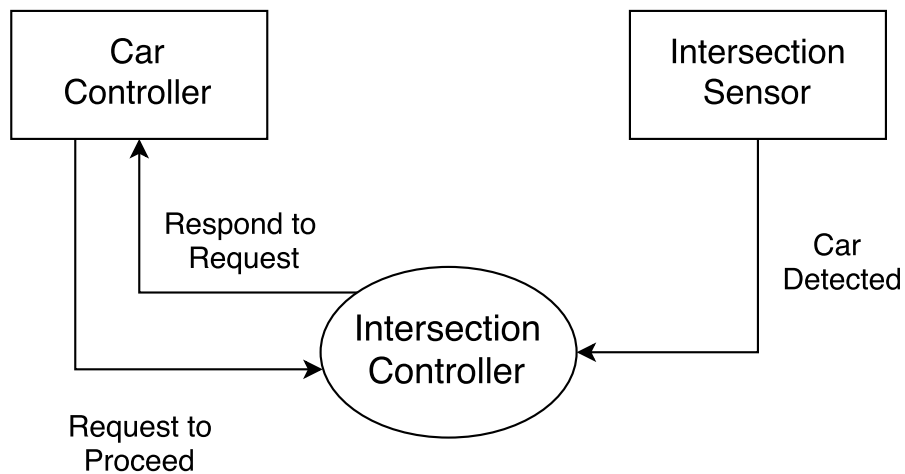 Car
Controller
Intersection
Sensor
Respond to
Request
Car
Detected
Intersection
Controller
Request to
Proceed